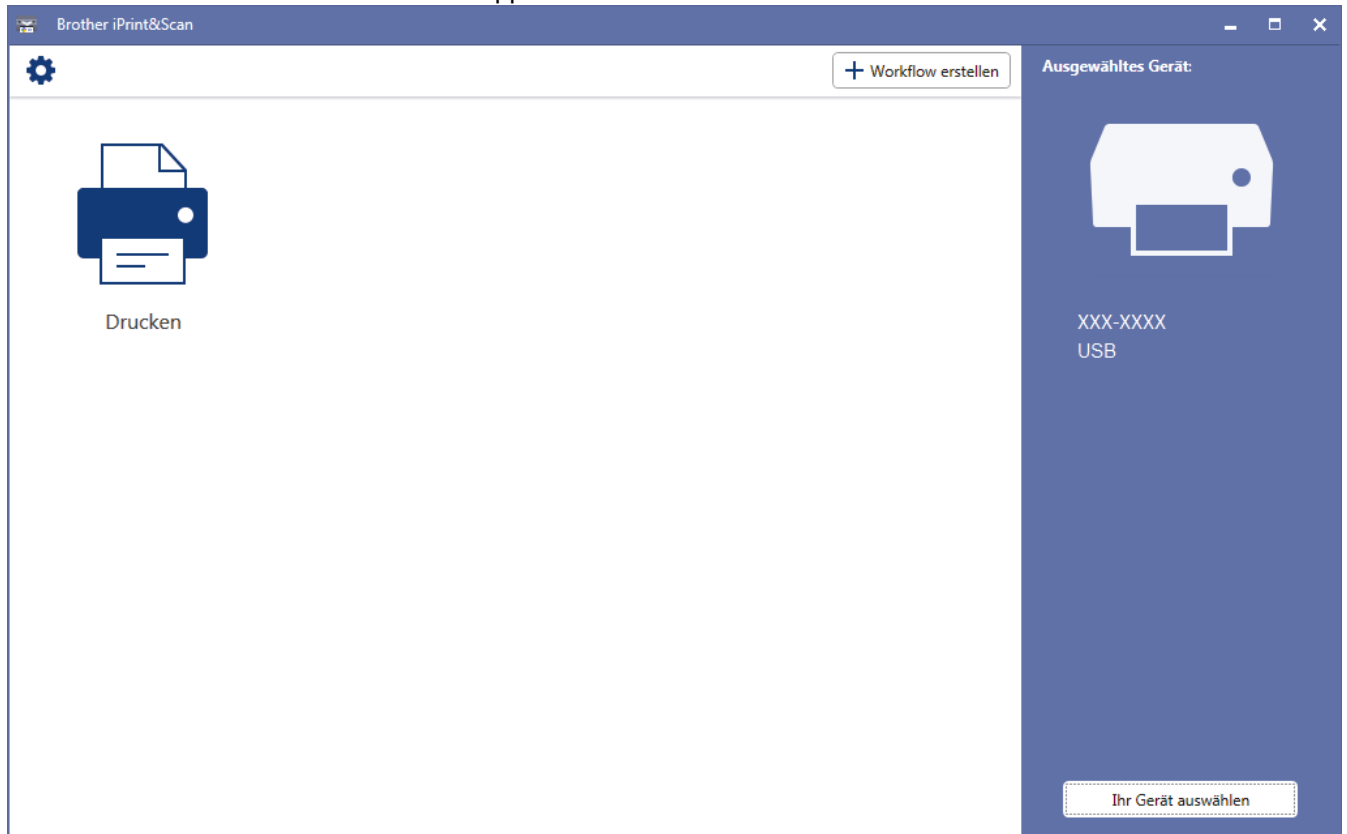 Brother iPrint&Scan
Workflow erstellen
Ausgewähltes Gerät:
Drucken
XXX-XXXX
USB
Ihr Gerät auswählen